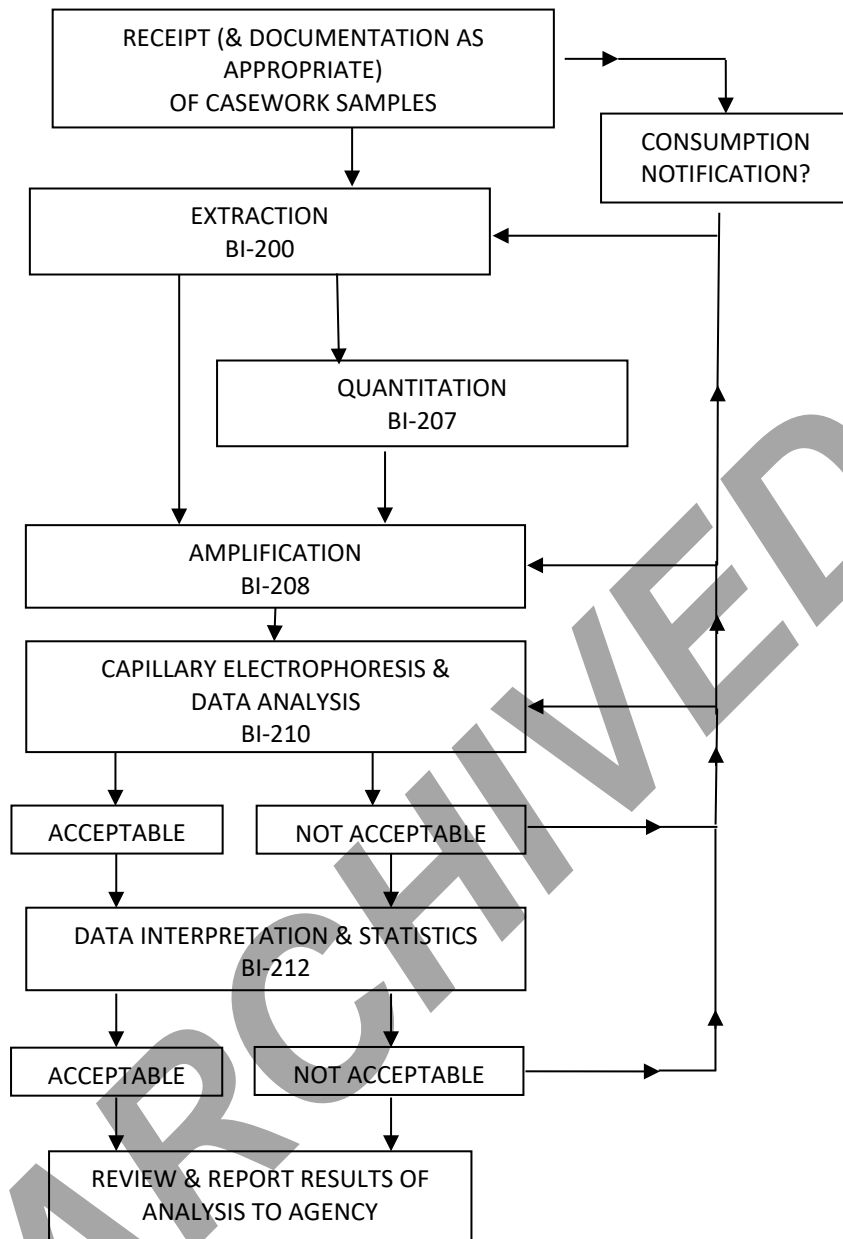 RECEIPT (& DOCUMENTATION AS
APPROPRIATE)
OF CASEWORK SAMPLES
CONSUMPTION
NOTIFICATION?
EXTRACTION
BI-200
QUANTITATION
BI-207
AMPLIFICATION
BI-208
CAPILLARY ELECTROPHORESIS &
DATA ANALYSIS
BI-210
ACCEPTABLE
NOT ACCEPTABLE
DATA INTERPRETATION & STATISTICS
BI-212
ACCEPTABLE
NOT ACCEPTABLE
REVIEW & REPORT RESULTS OF
ANALYSIS TO AGENCY
ARCHIVED